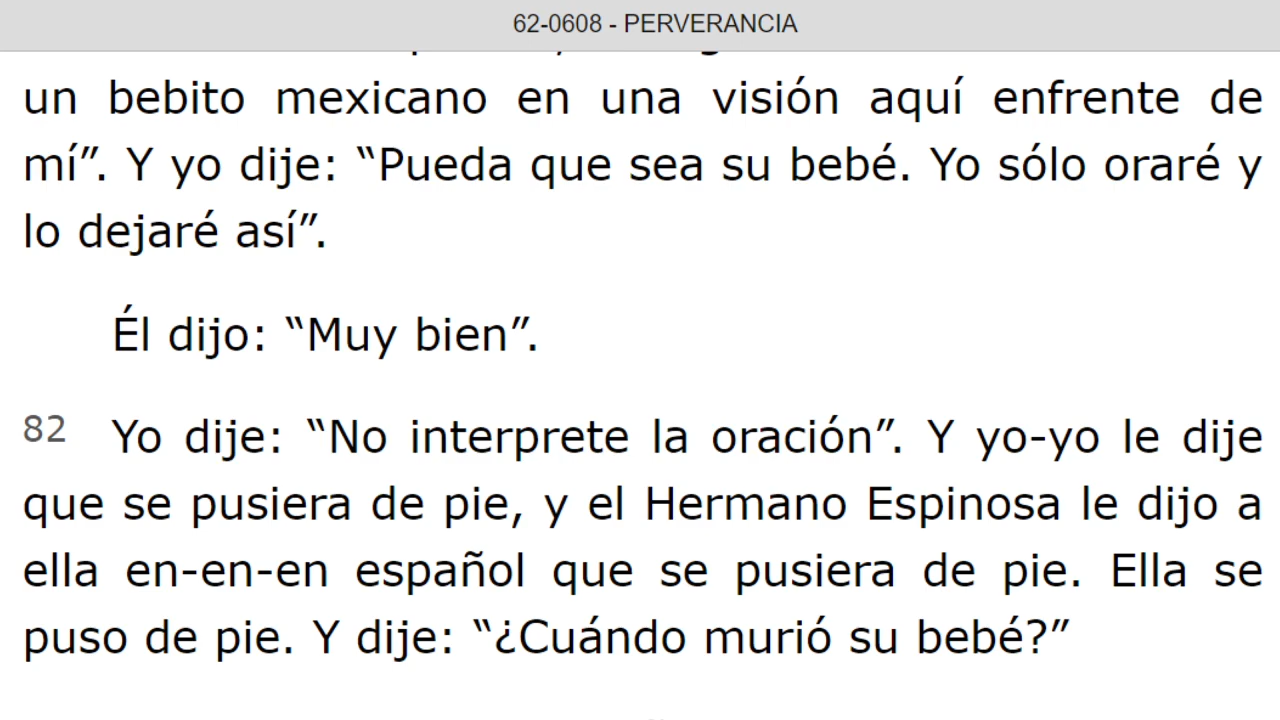 62-0608 - PERVERANCIA
un bebito mexicano en una visión aquí enfrente de
mí”. Y yo dije: “Pueda que sea su bebé. Yo sólo oraré y
lo dejaré así”.
Él dijo: “Muy bien”.
82 Yo dije: “No interprete la oración”. Y yo-yo le dije
que se pusiera de pie, y el Hermano Espinosa le dijo a
ella en-en-en español que se pusiera de pie. Ella se
puso de pie. Y dije: “¿Cuándo murió su bebé?”